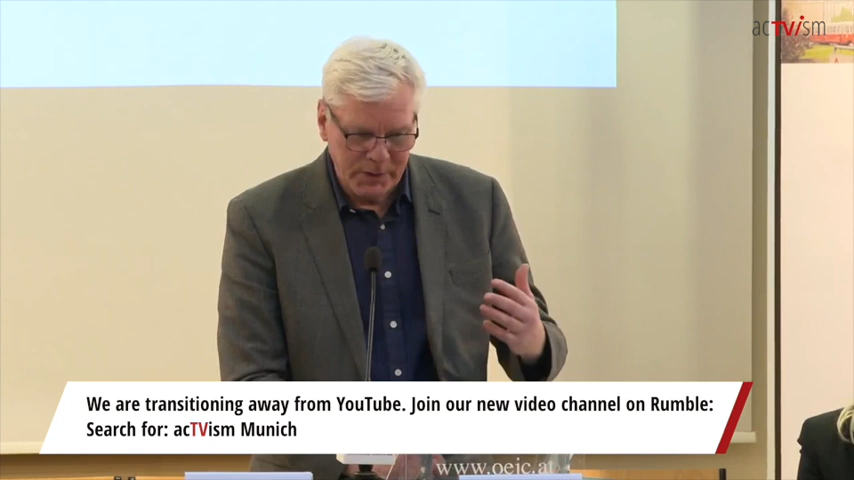 acTVism
We are transitioning away from YouTube. Join our new video channel on Rumble:
Search for: acTVism Munich
www.oejc.at